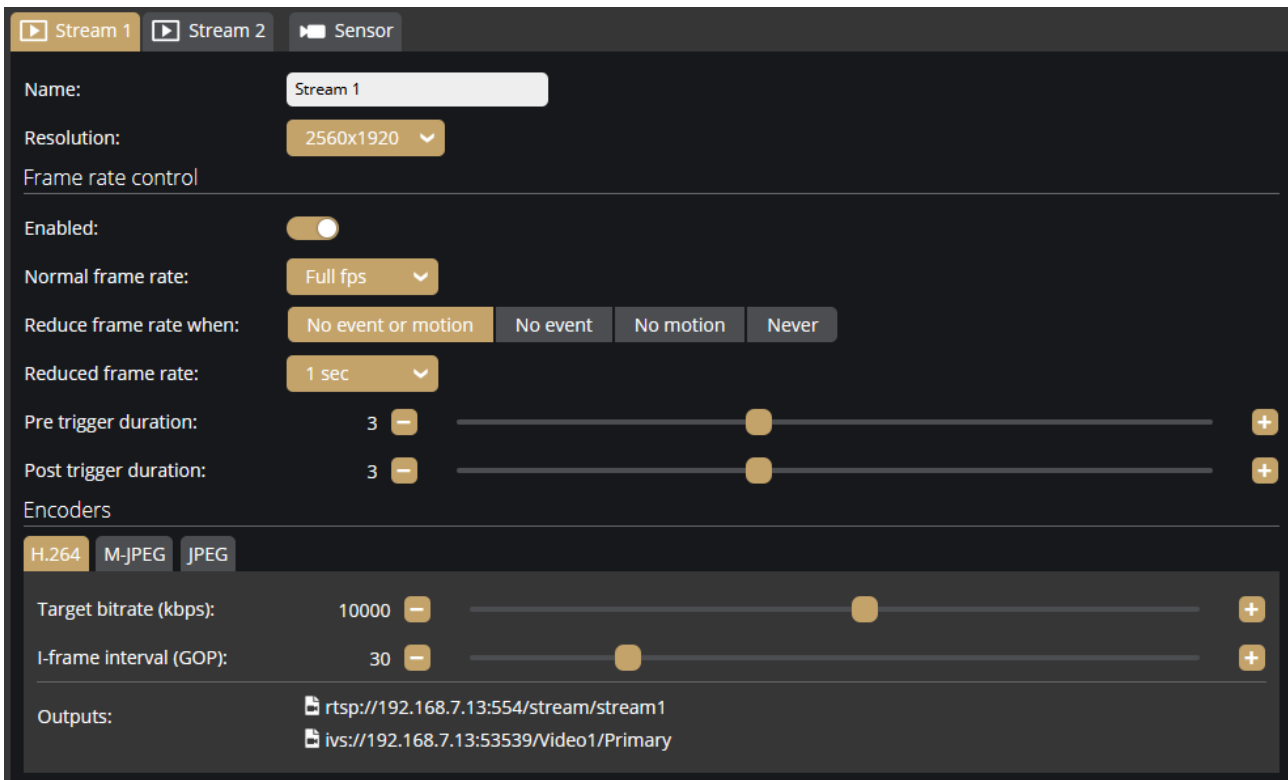 Stream 1 Stream 2 Sensor
Name: Stream 1
Resolution: 2560x1920
Frame rate control
Enabled:
Normal frame rate: Full fps
Reduce frame rate when: No event or motion No event No motion Never
Reduced frame rate: 1 sec
Pre trigger duration: 3
Post trigger duration: 3
Encoders
H.264 M-JPEG JPEG
Target bitrate (kbps): 10000
I-frame interval (GOP): 30
Outputs: rtsp://192.168.7.13:554/stream/stream1
ivs://192.168.7.13:53539/Video1/Primary